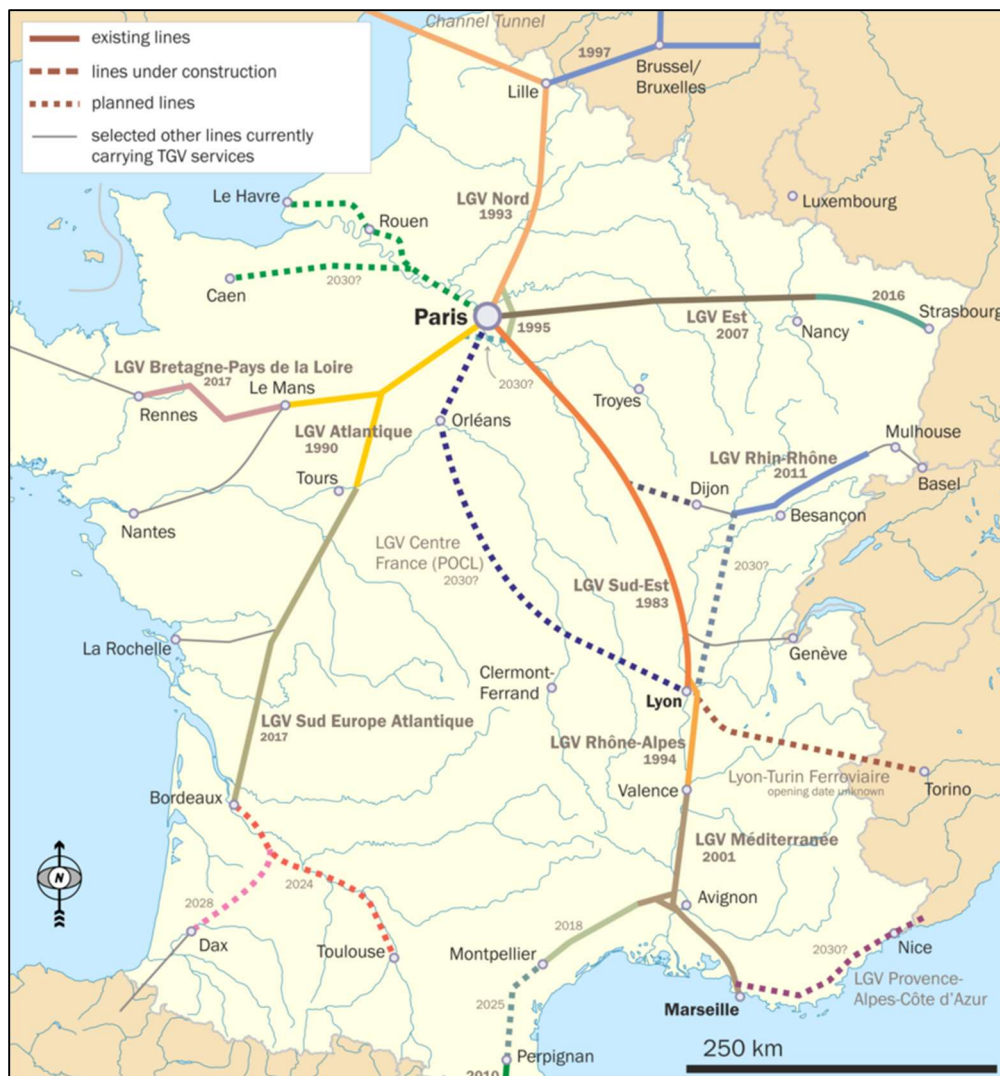 existing lines
lines under construction
planned lines
selected other lines currently
carrying TGV services
Channel Tunnel
1997
Brussel/
Bruxelles
Lille
Le Havre
Rouen
LGV Nord
1993
Luxembourg
Caen
2030?
Paris
1995
LGV Est
2007
2016
Strasbourg
Nancy
LGV Bretagne-Pays de la Loire
2017
Le Mans
Rennes
2030?
Troyes
Orléans
LGV Atlantique
1990
Tours
Mulhouse
LGV Rhin-Rhône
2011
Basel
Dijon
Besançon
Nantes
LGV Centre
France (POCL)
2030?
2030?
LGV Sud-Est
1983
La Rochelle
Genève
Clermont-
Ferrand
Lyon
LGV Sud Europe Atlantique
2017
LGV Rhône-Alpes
1994
Lyon-Turin Ferroviaire
opening date unknown
Torino
Bordeaux
Valence
LGV Méditerranée
2001
N
2024
2028
Avignon
Dax
Toulouse
Montpellier
2018
2030?
Nice
LGV Provence-
Alpes-Côte d'Azur
2025
Marseille
Perpignan
2010
250 km